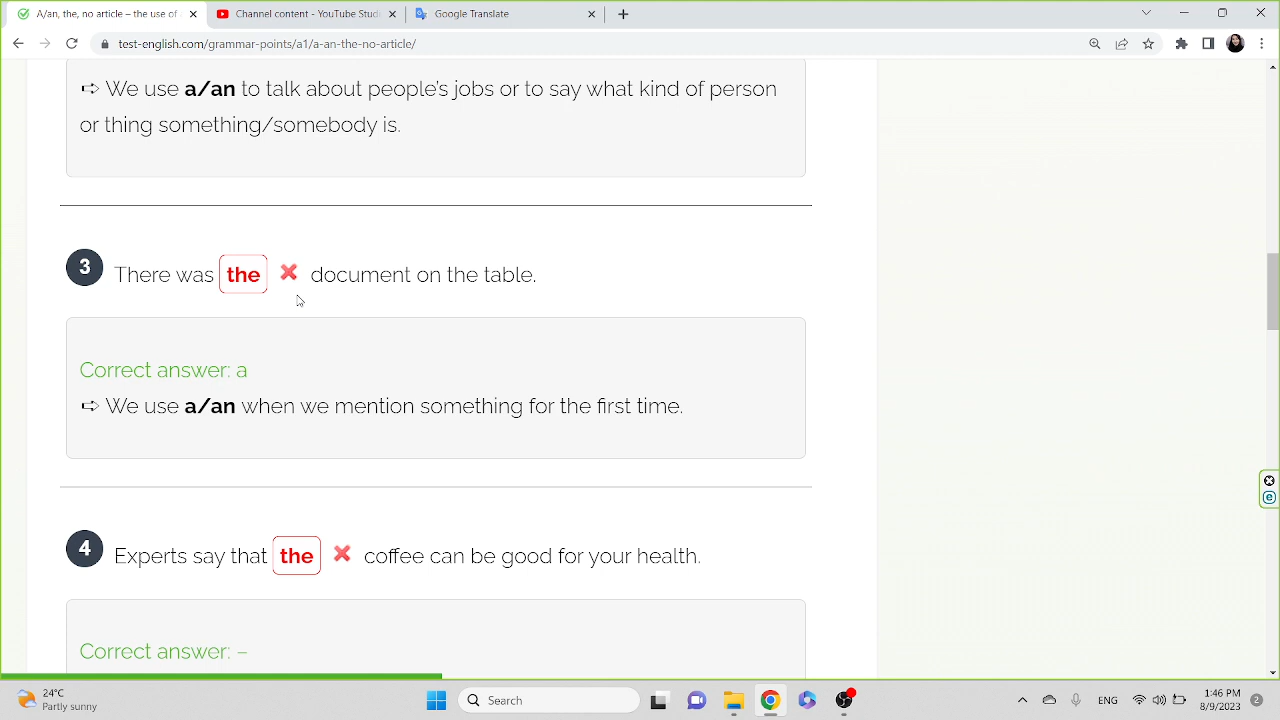 A/an, the, no article – the use of
Channel content - YouTube Studi
Google Translate
test-english.com/grammar-points/a1/a-an-the-no-article/
➪ We use a/an to talk about people's jobs or to say what kind of person
or thing something/somebody is.
3 There was the ❌ document on the table.
Correct answer: a
➪ We use a/an when we mention something for the first time.
4 Experts say that the ❌ coffee can be good for your health.
Correct answer: –
24°C
Partly sunny
Search
ENG
1:46 PM
8/9/2023
2